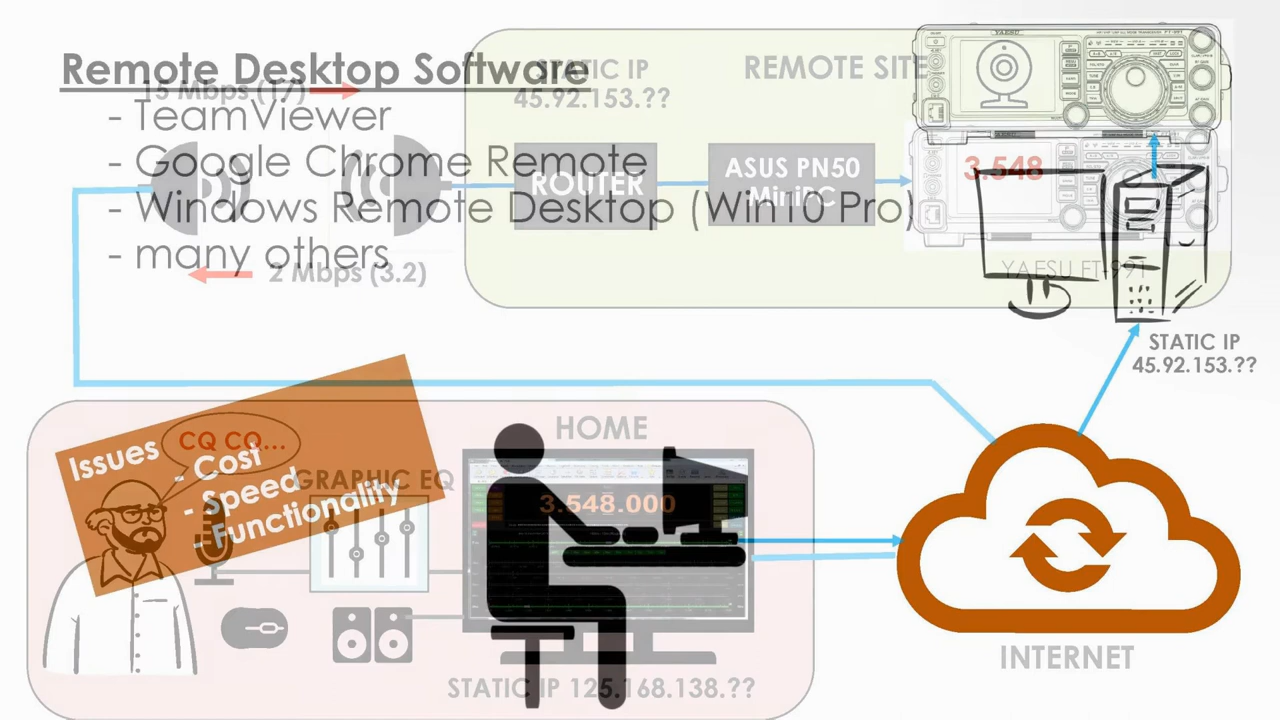 Remote Desktop Software
- TeamViewer
- Google Chrome Remote
- Windows Remote Desktop (Win10 Pro)
- many others
15 Mbps (17)
2 Mbps (3.2)
STATIC IP
45.92.153.??
REMOTE SITE
ROUTER
ASUS PN50
MiniPC
YAESU
3.548
YAESU FT-991
STATIC IP
45.92.153.??
Issues
- Cost
- Speed
- Functionality
CQ CQ...
HOME
GRAPHIC EQ
3.548.000
STATIC IP 125.168.138.??
INTERNET